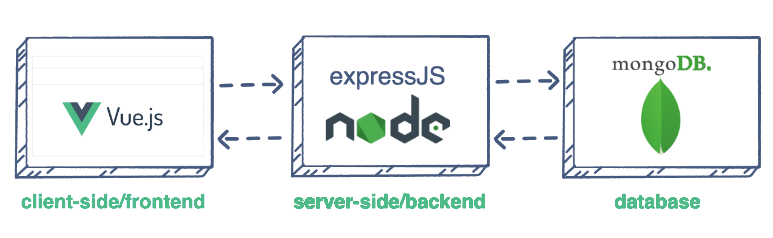 Vue.js
client-side/frontend
expressJS
node
server-side/backend
mongoDB.
database